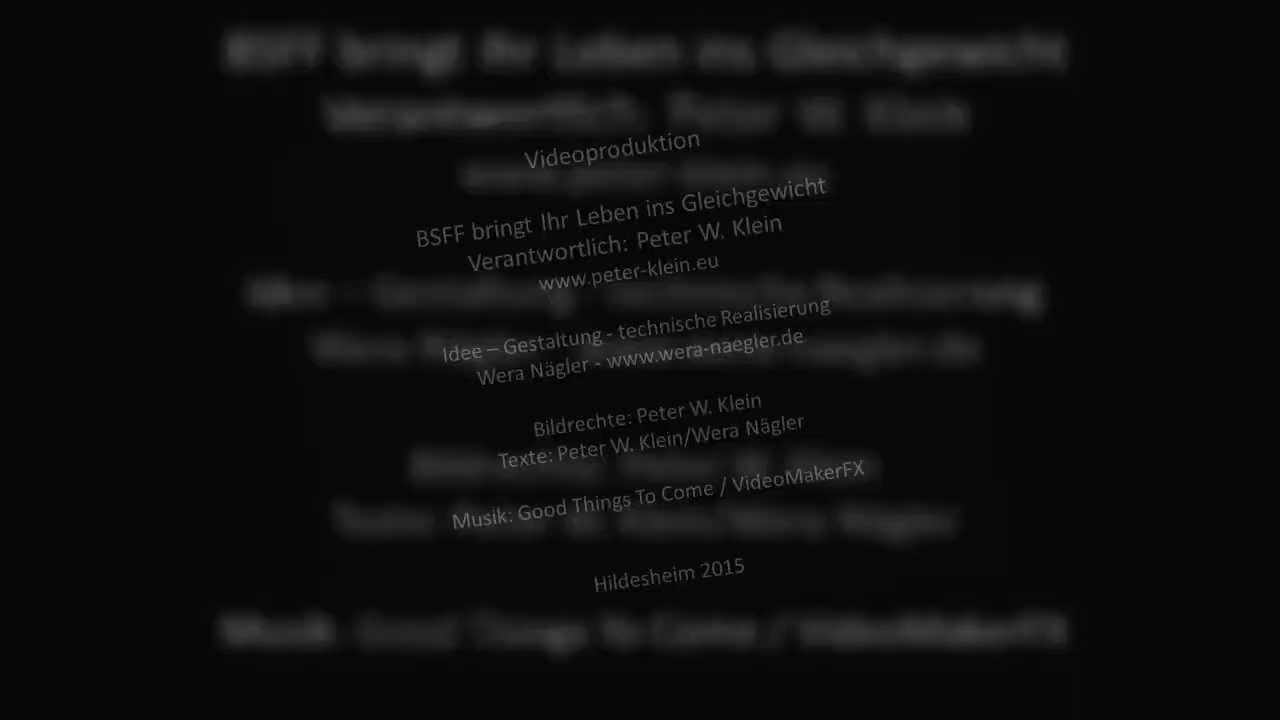 Videoproduktion
BSFF bringt Ihr Leben ins Gleichgewicht
Verantwortlich: Peter W. Klein
www.peter-klein.eu
Idee – Gestaltung - technische Realisierung
Wera Nägler - www.wera-naegler.de
Bildrechte: Peter W. Klein
Texte: Peter W. Klein/Wera Nägler
Musik: Good Things To Come / VideoMakerFX
Hildesheim 2015